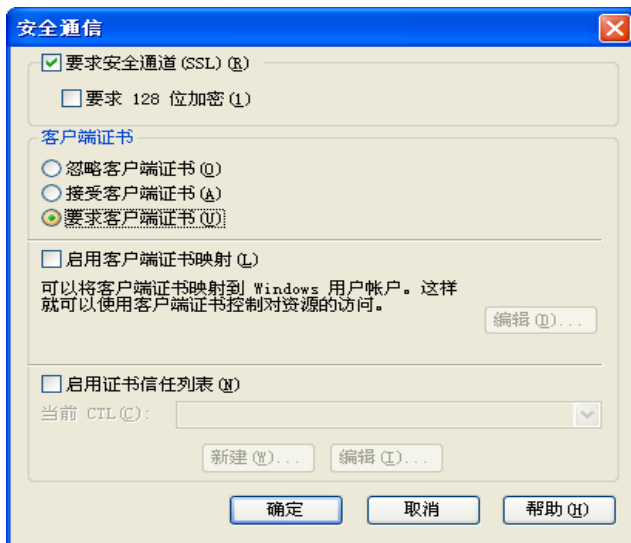 安全通信
要求安全通道(SSL)(R)
要求 128 位加密(1)
客户端证书
忽略客户端证书(O)
接受客户端证书(A)
要求客户端证书(U)
启用客户端证书映射(L)
可以将客户端证书映射到 Windows 用户帐户。这样
就可以使用客户端证书控制对资源的访问。
编辑(D)...
启用证书信任列表(N)
当前 CTL(C):
新建(W)... 编辑(I)...
确定 取消 帮助(H)